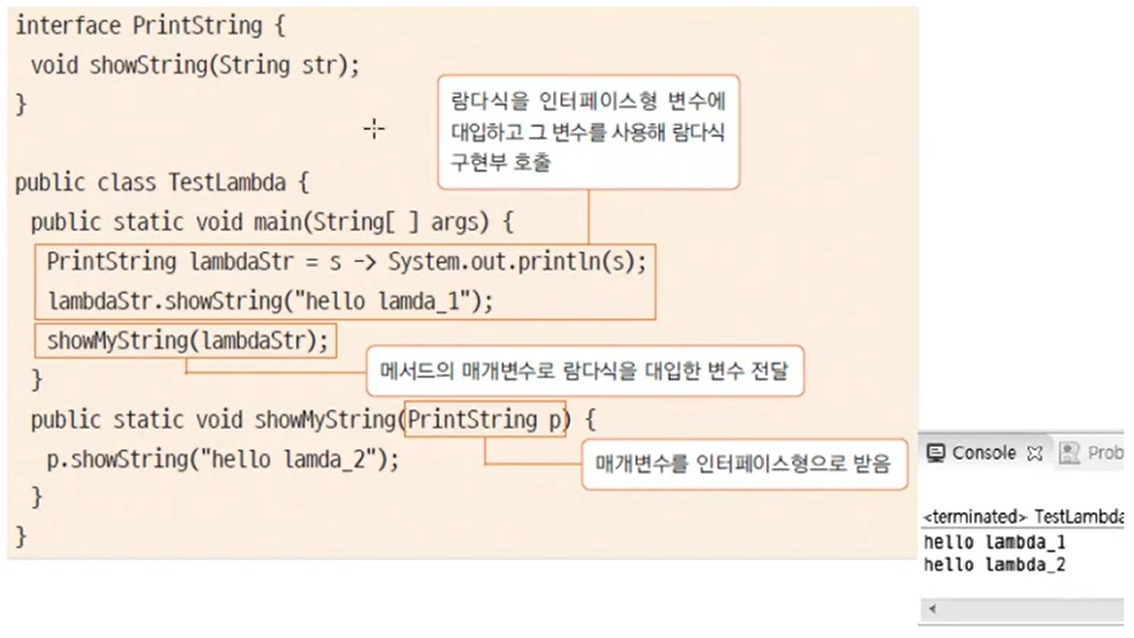 interface PrintString {
void showString(String str);
}
람다식을 인터페이스형 변수에
대입하고 그 변수를 사용해 람다식
구현부 호출
public class TestLambda {
public static void main(String[ ] args) {
PrintString lambdaStr = s -> System.out.println(s);
lambdaStr.showString("hello lamda_1");
showMyString(lambdaStr);
메서드의 매개변수로 람다식을 대입한 변수 전달
}
public static void showMyString(PrintString p) {
p.showString("hello lamda_2");
매개변수를 인터페이스형으로 받음
}
}
Console Prob
<terminated> TestLambda
hello lambda_1
hello lambda_2